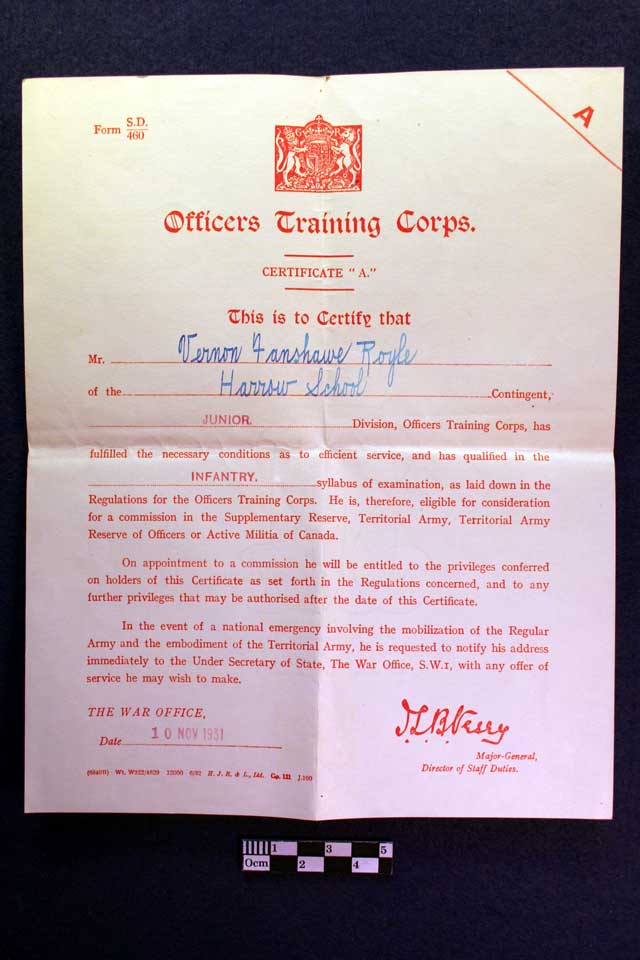 Form S.D. 460
A
G R
Officers Training Corps.
CERTIFICATE "A."
This is to Certify that
Mr. Vernon Fanshawe Royle
of the Harrow School Contingent,
JUNIOR. Division, Officers Training Corps, has
fulfilled the necessary conditions as to efficient service, and has qualified in the
INFANTRY. syllabus of examination, as laid down in the
Regulations for the Officers Training Corps. He is, therefore, eligible for consideration
for a commission in the Supplementary Reserve, Territorial Army, Territorial Army
Reserve of Officers or Active Militia of Canada.
On appointment to a commission he will be entitled to the privileges conferred
on holders of this Certificate as set forth in the Regulations concerned, and to any
further privileges that may be authorised after the date of this Certificate.
In the event of a national emergency involving the mobilization of the Regular
Army and the embodiment of the Territorial Army, he is requested to notify his address
immediately to the Under Secretary of State, The War Office, S.W.1, with any offer of
service he may wish to make.
THE WAR OFFICE,
Date 10 NOV 1931
Major-General,
Director of Staff Duties.
Wt. 12000 H. J. R. & L., Ltd. Gp. 111 J.100
0cm 1 2 3 4 5